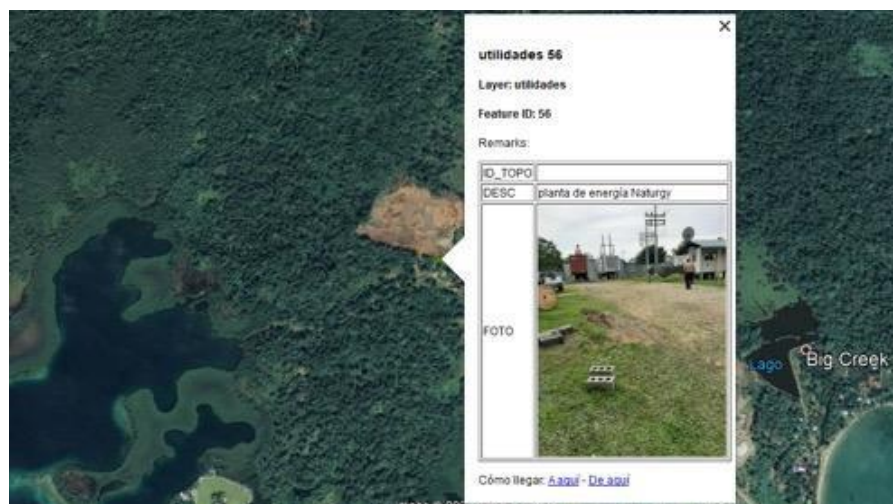 utilidades 56
Layer: utilidades
Feature ID: 56
Remarks:
ID_TOPO
DESC planta de energía Naturgy
FOTO
Cómo llegar: A aquí - De aquí
Lago
Big Creek